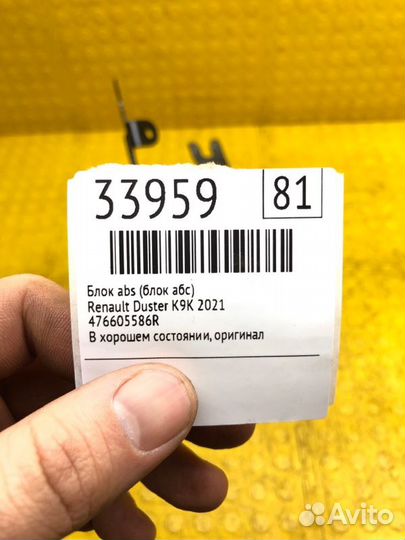 33959 81
Блок abs (блок абс)
Renault Duster K9K 2021
476605586R
В хорошем состоянии, оригинал
Avito